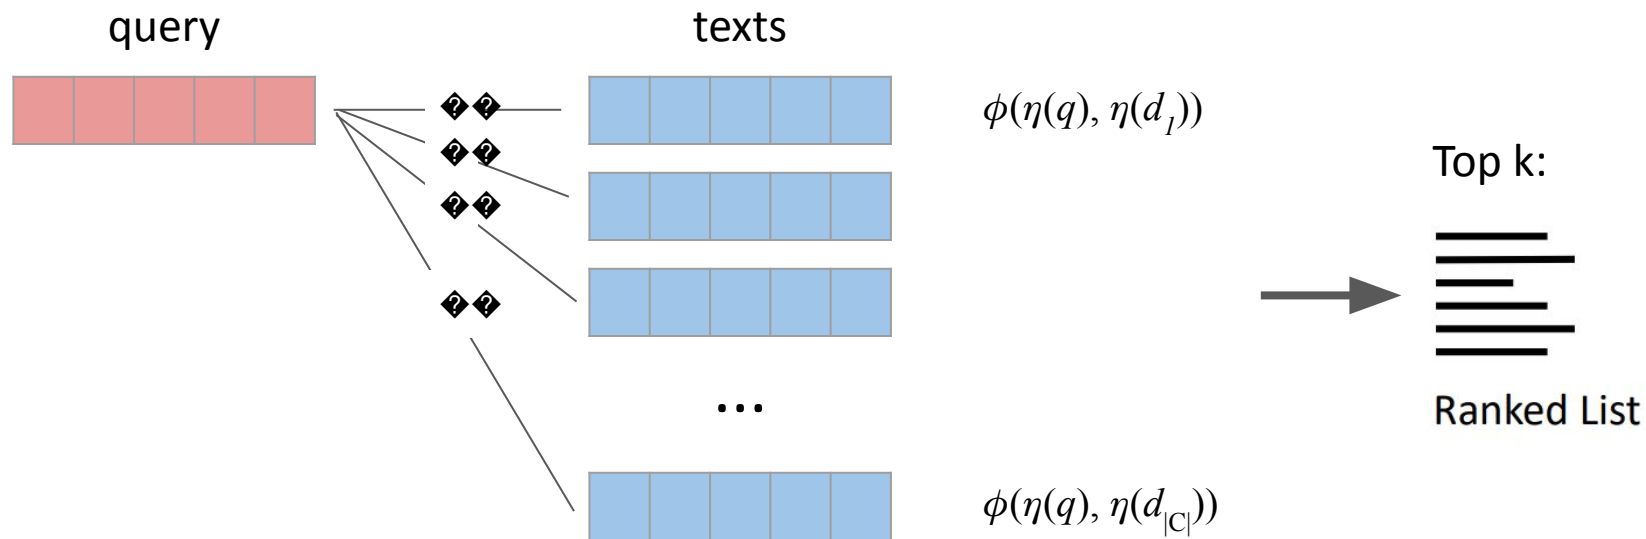 query
texts
��
ϕ(η(q), η(d₁))
��
��
��
Top k:
...
Ranked List
ϕ(η(q), η(d|C|))